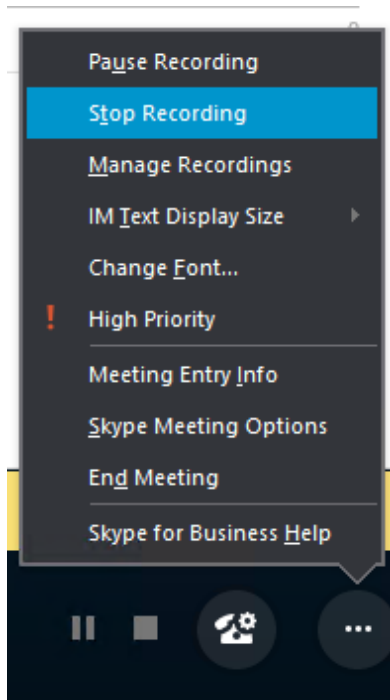 Pause Recording
Stop Recording
Manage Recordings
IM Text Display Size
Change Font...
! High Priority
Meeting Entry Info
Skype Meeting Options
End Meeting
Skype for Business Help